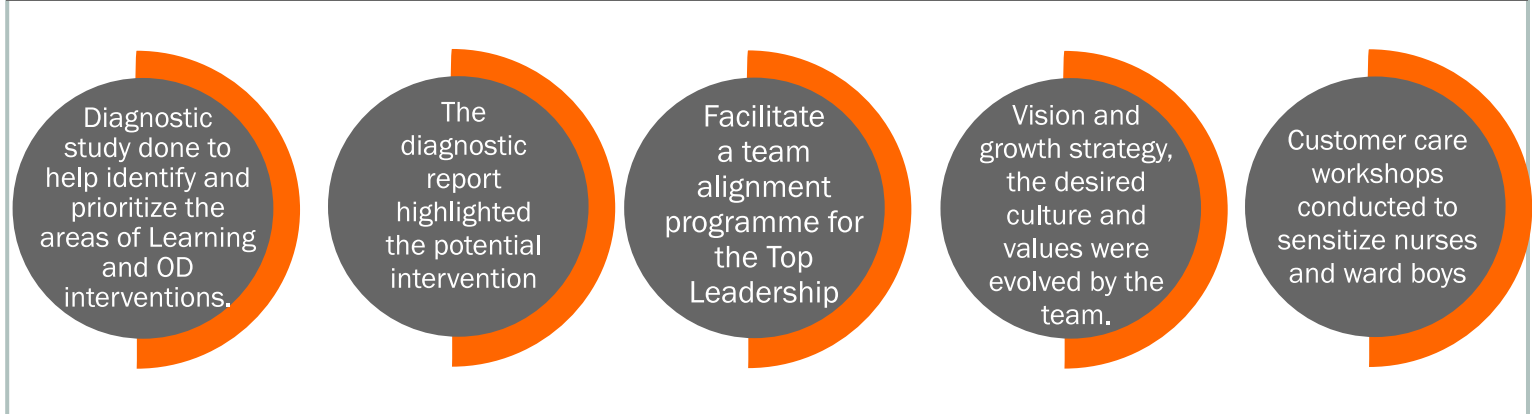 Diagnostic
study done to
help identify and
prioritize the
areas of Learning
and OD
interventions.
The
diagnostic
report
highlighted
the potential
intervention
Facilitate
a team
alignment
programme for
the Top
Leadership
Vision and
growth strategy,
the desired
culture and
values were
evolved by the
team.
Customer care
workshops
conducted to
sensitize nurses
and ward boys